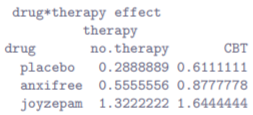 drug*therapy effect
therapy
drug no.therapy CBT
placebo 0.2888889 0.6111111
anxifree 0.5555556 0.8777778
joyzepam 1.3222222 1.6444444